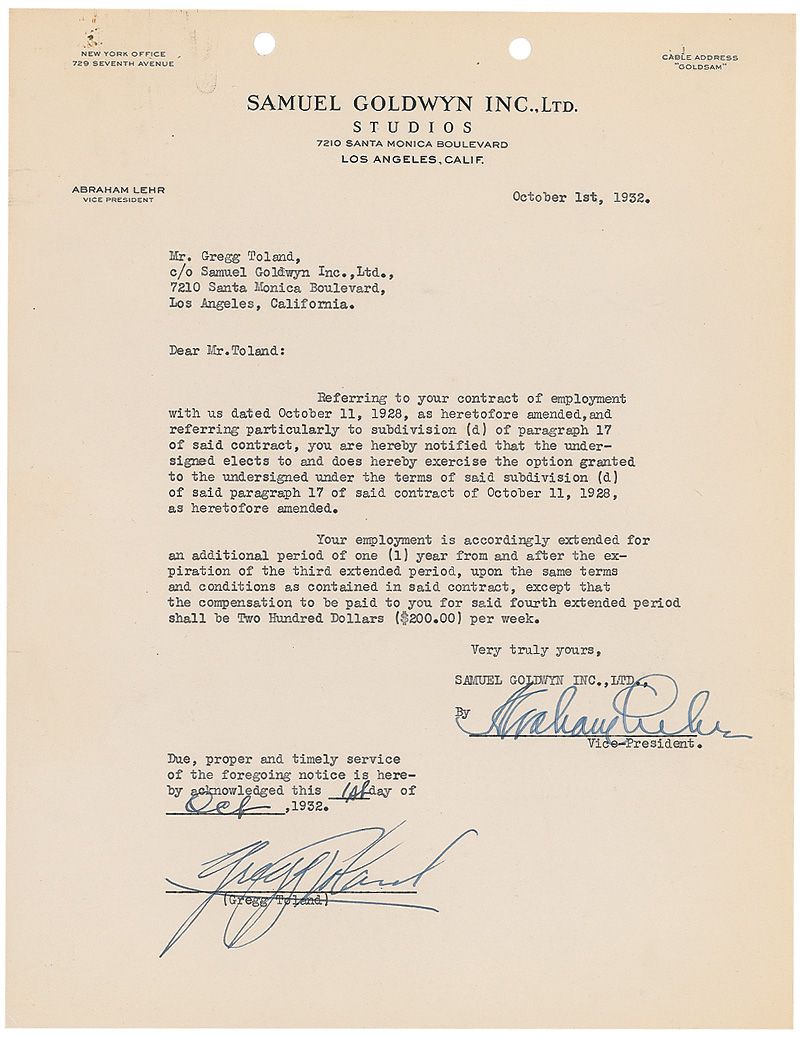 NEW YORK OFFICE
729 SEVENTH AVENUE
CABLE ADDRESS
"GOLDSAM"
SAMUEL GOLDWYN INC.,LTD.
STUDIOS
7210 SANTA MONICA BOULEVARD
LOS ANGELES, CALIF.
ABRAHAM LEHR
VICE PRESIDENT
October 1st, 1932.
Mr. Gregg Toland,
c/o Samuel Goldwyn Inc.,Ltd.,
7210 Santa Monica Boulevard,
Los Angeles, California.
Dear Mr.Toland:
Referring to your contract of employment
with us dated October 11, 1928, as heretofore amended,and
referring particularly to subdivision (d) of paragraph 17
of said contract, you are hereby notified that the under-
signed elects to and does hereby exercise the option granted
to the undersigned under the terms of said subdivision (d)
of said paragraph 17 of said contract of October 11, 1928,
as heretofore amended.
Your employment is accordingly extended for
an additional period of one (1) year from and after the ex-
piration of the third extended period, upon the same terms
and conditions as contained in said contract, except that
the compensation to be paid to you for said fourth extended period
shall be Two Hundred Dollars ($200.00) per week.
Very truly yours,
SAMUEL GOLDWYN INC.,LTD.,
By Abraham Lehr
Vice-President.
Due, proper and timely service
of the foregoing notice is here-
by acknowledged this 1st day of
Oct ,1932.
Gregg Toland
(Gregg Toland)